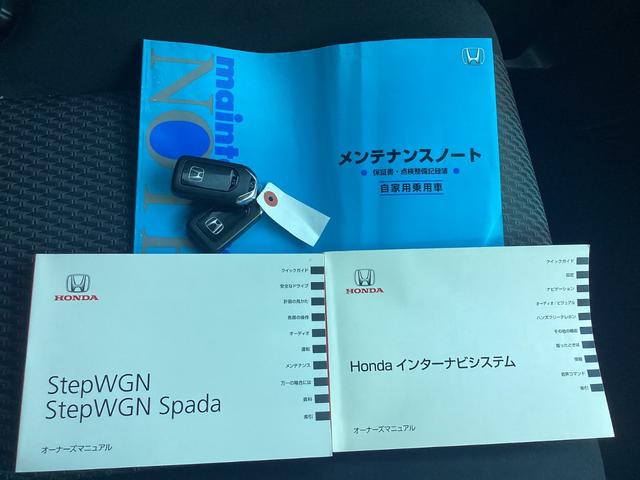 maint
NOTE
メンテナンスノート
保証書・点検整備記録簿
自家用乗用車
HONDA
クイックガイド
安全なドライブ
計器の見かた
各部の操作
オーディオ
運転
メンテナンス
万一の場合には
資料
索引
StepWGN
StepWGN Spada
オーナーズマニュアル
HONDA
クイックガイド
設定
ナビゲーション
オーディオ/ビジュアル
ハンズフリーテレホン
その他の機能
困ったときは
情報
音声コマンド
索引
Honda インターナビシステム
オーナーズマニュアル